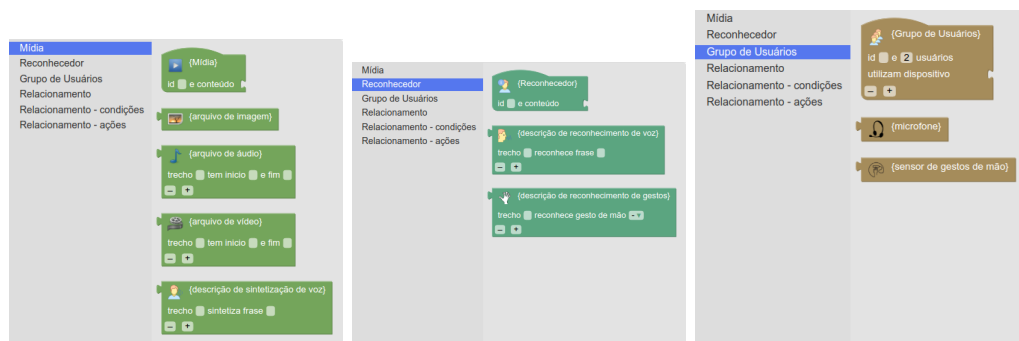 Mídia
Reconhecedor
Grupo de Usuários
Relacionamento
Relacionamento - condições
Relacionamento - ações
{Mídia}
id e conteúdo
{arquivo de imagem}
{arquivo de áudio}
trecho tem inicio e fim
– +
{arquivo de vídeo}
trecho tem inicio e fim
– +
{descrição de sintetização de voz}
trecho sintetiza frase
– +
Mídia
Reconhecedor
Grupo de Usuários
Relacionamento
Relacionamento - condições
Relacionamento - ações
{Reconhecedor}
id e conteúdo
{descrição de reconhecimento de voz}
trecho reconhece frase
– +
{descrição de reconhecimento de gestos}
trecho reconhece gesto de mão -
– +
Mídia
Reconhecedor
Grupo de Usuários
Relacionamento
Relacionamento - condições
Relacionamento - ações
{Grupo de Usuários}
id e 2 usuários
utilizam dispositivo
– +
{microfone}
{sensor de gestos de mão}